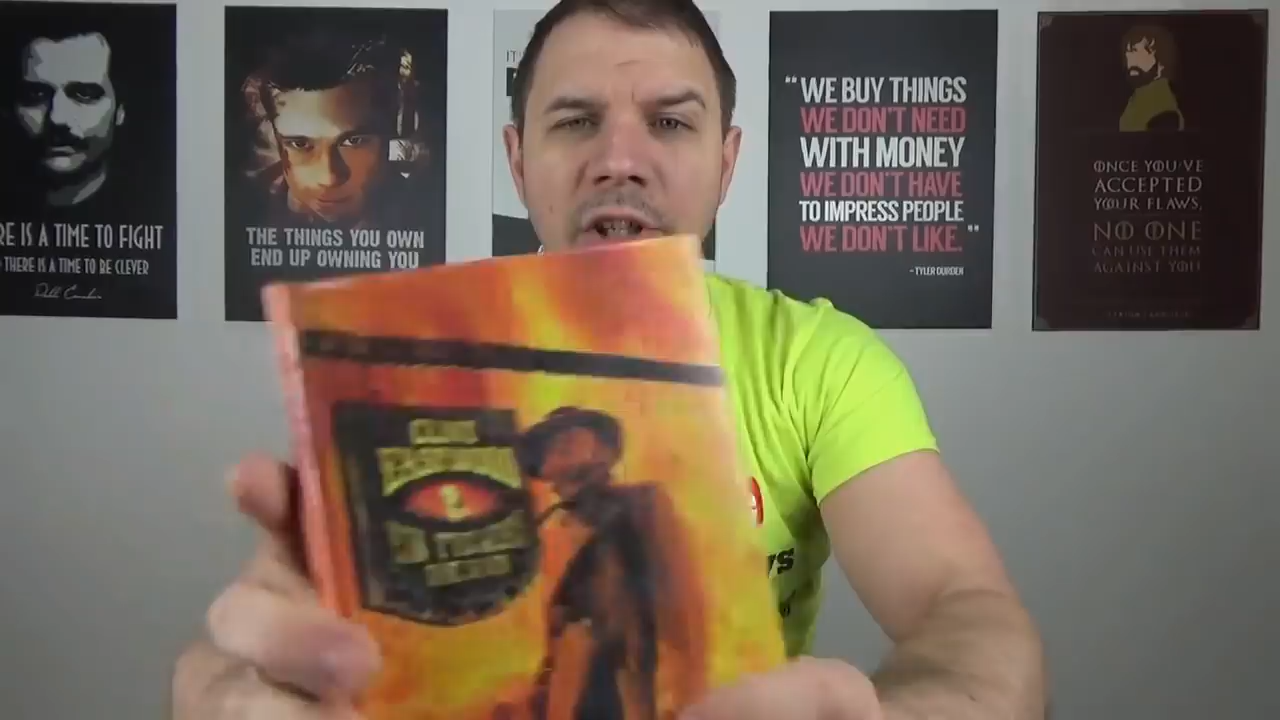 RE IS A TIME TO FIGHT
THERE IS A TIME TO BE CLEVER
THE THINGS YOU OWN
END UP OWNING YOU
IT
"WE BUY THINGS
WE DON'T NEED
WITH MONEY
WE DON'T HAVE
TO IMPRESS PEOPLE
WE DON'T LIKE."
- TYLER DURDEN
ONCE YOU'VE
ACCEPTED
YOUR FLAWS,
NO ONE
CAN USE THEM
AGAINST YOU